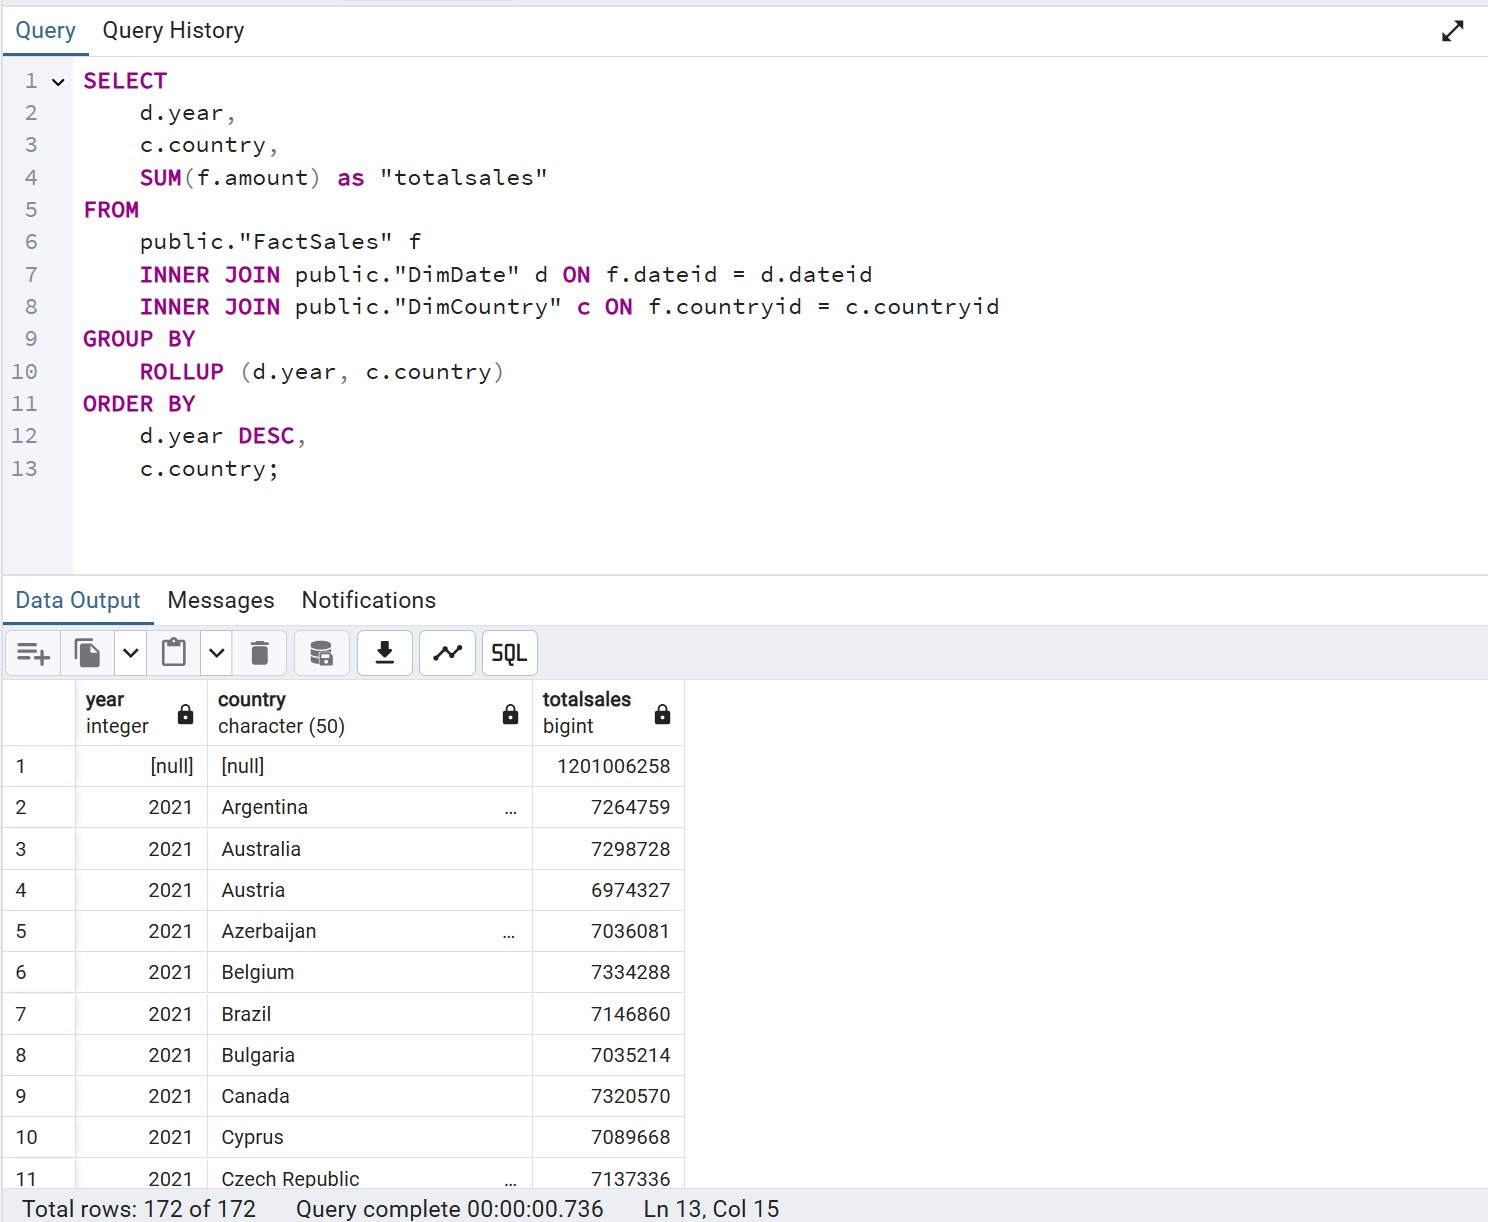 Query Query History
1 SELECT
2 d.year,
3 c.country,
4 SUM(f.amount) as "totalsales"
5 FROM
6 public."FactSales" f
7 INNER JOIN public."DimDate" d ON f.dateid = d.dateid
8 INNER JOIN public."DimCountry" c ON f.countryid = c.countryid
9 GROUP BY
10 ROLLUP (d.year, c.country)
11 ORDER BY
12 d.year DESC,
13 c.country;
Data Output Messages Notifications
SQL
year country totalsales
integer character (50) bigint
1 [null] [null] 1201006258
2 2021 Argentina ... 7264759
3 2021 Australia 7298728
4 2021 Austria 6974327
5 2021 Azerbaijan ... 7036081
6 2021 Belgium 7334288
7 2021 Brazil 7146860
8 2021 Bulgaria 7035214
9 2021 Canada 7320570
10 2021 Cyprus 7089668
11 2021 Czech Republic ... 7137336
Total rows: 172 of 172 Query complete 00:00:00.736 Ln 13, Col 15